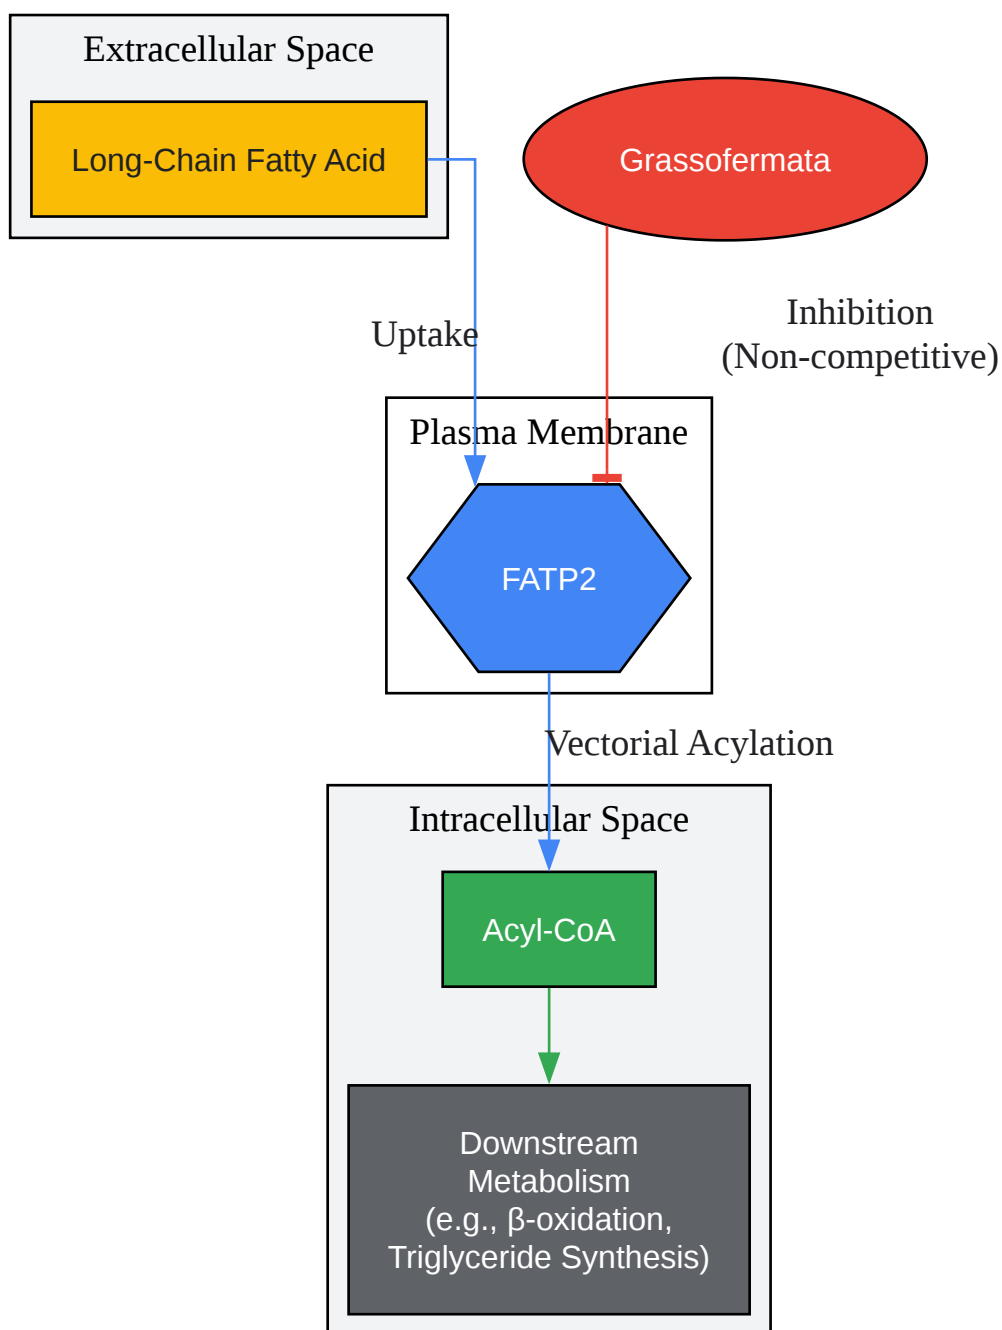 Extracellular Space
Long-Chain Fatty Acid
Grassofermata
Uptake
Inhibition
(Non-competitive)
Plasma Membrane
FATP2
Vectorial Acylation
Intracellular Space
Acyl-CoA
Downstream
Metabolism
(e.g., β-oxidation,
Triglyceride Synthesis)